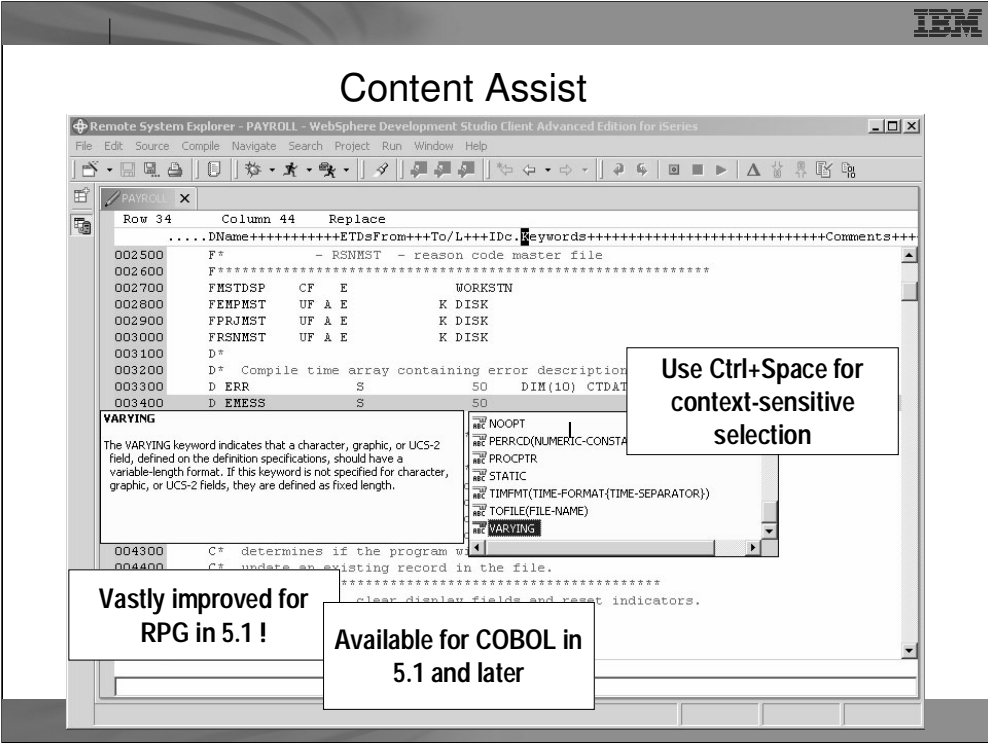 IBM
Content Assist
Remote System Explorer - PAYROLL - WebSphere Development Studio Client Advanced Edition for iSeries
File Edit Source Compile Navigate Search Project Run Window Help
PAYROLL
Row 34 Column 44 Replace
.....DName+++++++++++ETDsFrom+++To/L+++IDc.Keywords+++++++++++++++++++++++++++++Comments+++
002500 F* - RSNMST - reason code master file
002600 F************************************************************
002700 FMSTDSP CF E WORKSTN
002800 FEMPMST UF A E K DISK
002900 FPRJMST UF A E K DISK
003000 FRSNMST UF A E K DISK
003100 D*
003200 D* Compile time array containing error description
003300 D ERR S 50 DIM(10) CTDAT
003400 D EMESS S 50
Use Ctrl+Space for
context-sensitive
selection
VARYING
The VARYING keyword indicates that a character, graphic, or UCS-2
field, defined on the definition specifications, should have a
variable-length format. If this keyword is not specified for character,
graphic, or UCS-2 fields, they are defined as fixed length.
NOOPT
PERRCD(NUMERIC-CONSTA
PROCPTR
STATIC
TIMFMT(TIME-FORMAT{TIME-SEPARATOR})
TOFILE(FILE-NAME)
VARYING
004300 C* determines if the program w
004400 C* update an existing record in the file.
***************************************
clear display fields and reset indicators.
Vastly improved for
RPG in 5.1 !
Available for COBOL in
5.1 and later